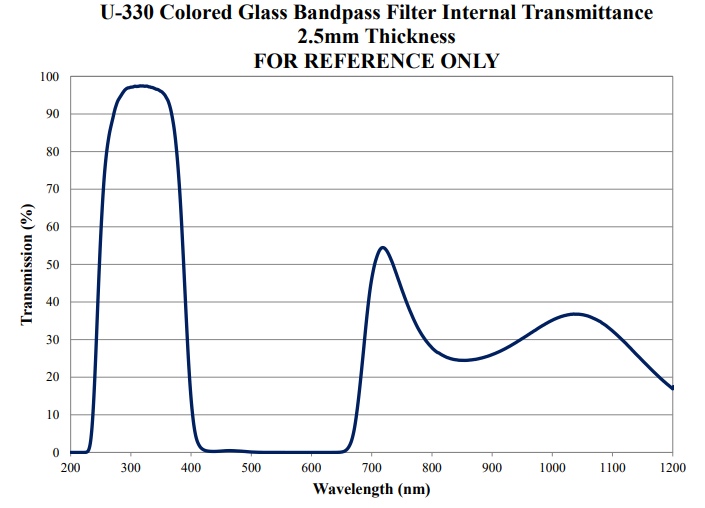 U-330 Colored Glass Bandpass Filter Internal Transmittance
2.5mm Thickness
FOR REFERENCE ONLY
100
90
80
70
60
50
40
30
20
10
0
Transmission (%)
200 300 400 500 600 700 800 900 1000 1100 1200
Wavelength (nm)